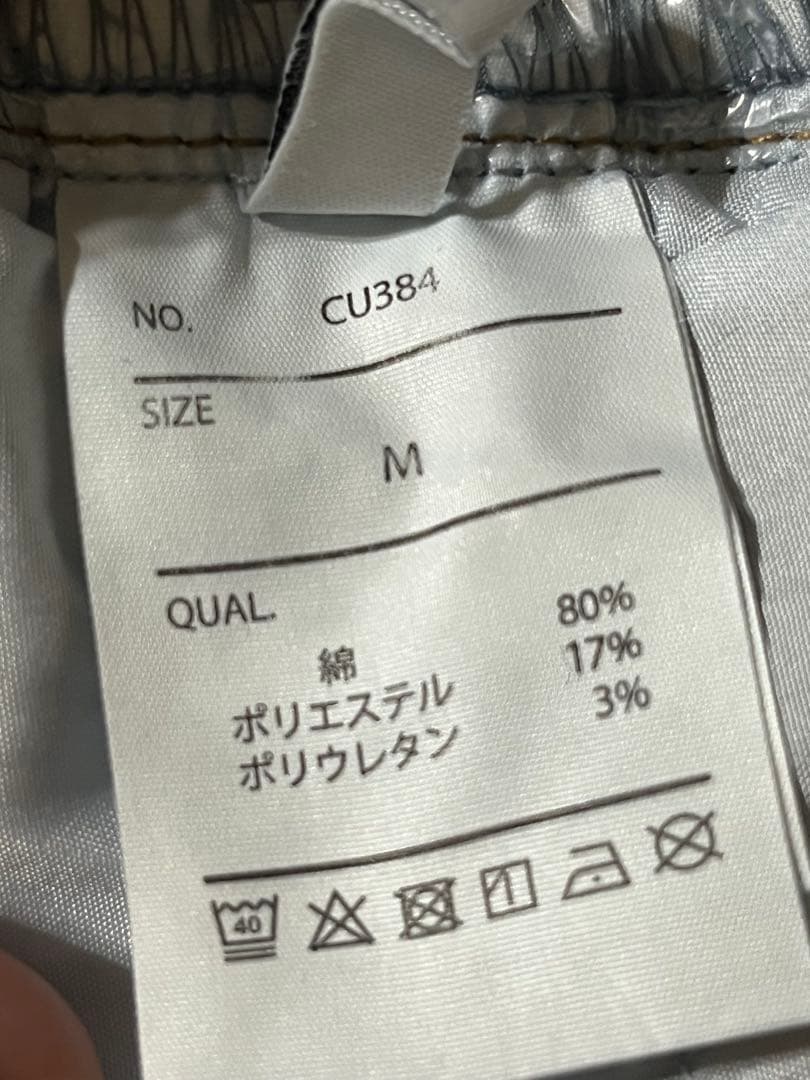 NO. CU384
SIZE
M
QUAL.
綿 80%
ポリエステル 17%
ポリウレタン 3%
40